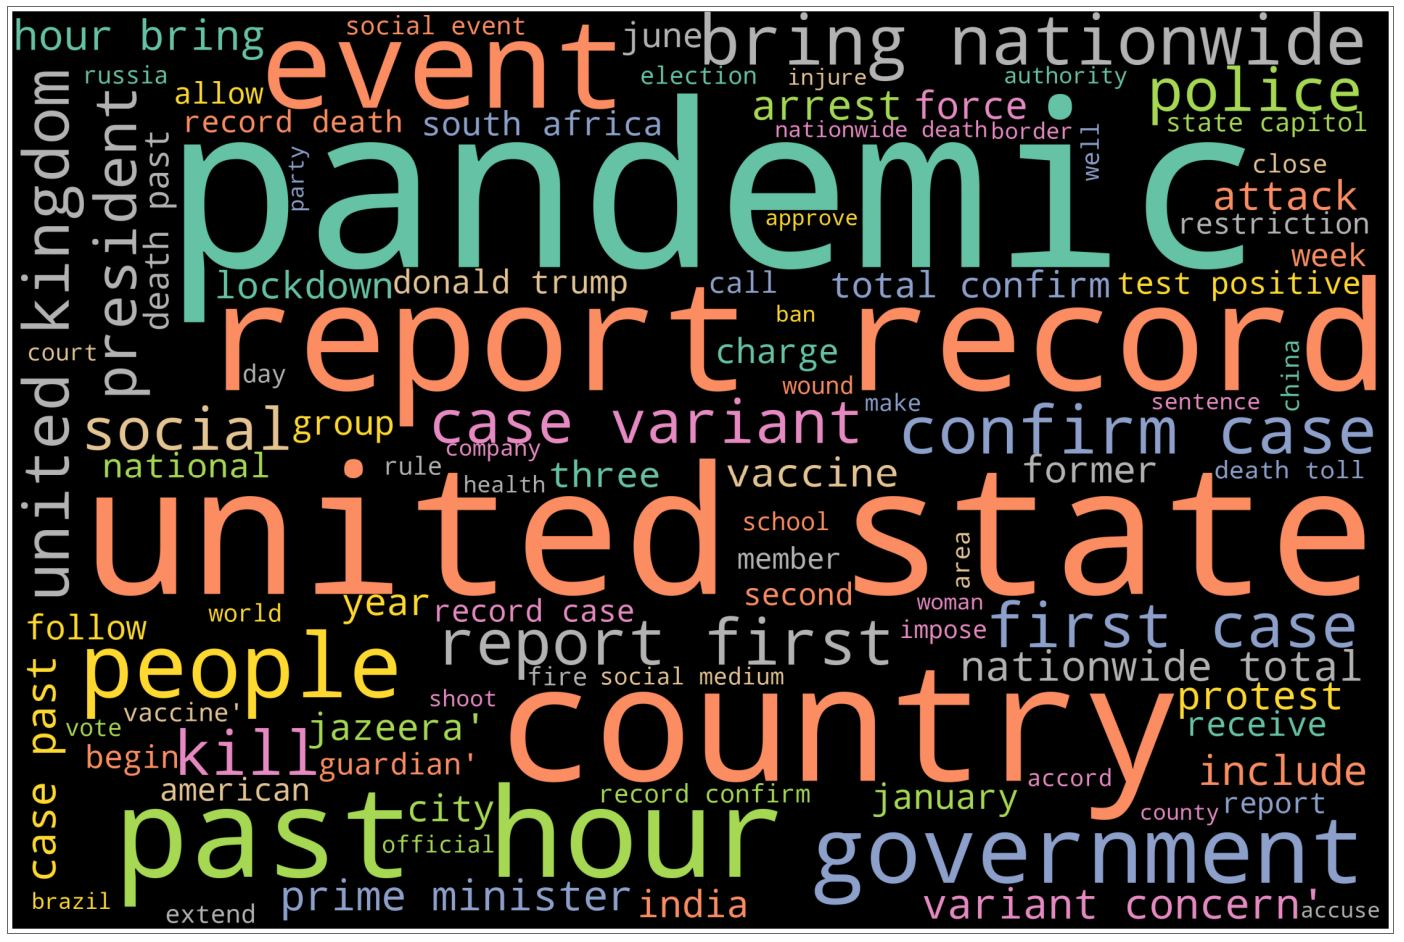 hour bring
social event
event
june
bring nationwide
russia
allow
election
injure
authority
police
record death
south africa
arrest
force
state capitol
nationwide death
border
united kingdom
president
death past
party
pandemic
well
close
attack
approve
restriction
week
lockdown
donald trump
call
total confirm
test positive
report record
ban
court
day
charge
wound
china
social
group
case variant
make
sentence
confirm case
company
national
rule
health
three
vaccine
former
death toll
united state
school
member
area
second
world
year
record case
woman
impose
first case
follow
people
report first
nationwide total
fire
social medium
country
protest
case past
vote
vaccine'
shoot
jazeera'
receive
begin
kill
guardian'
accord
include
american
past hour
city
record confirm
january
county
report
official
government
brazil
extend
prime minister
india
variant concern'
accuse